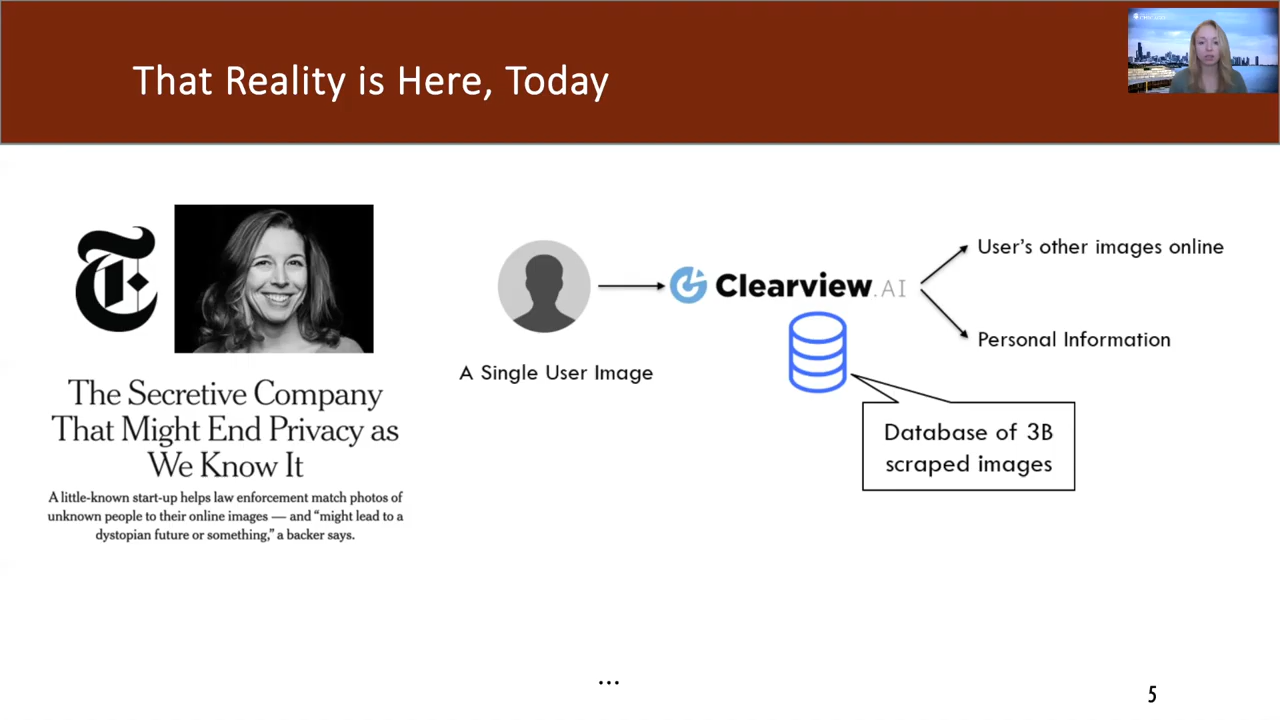 That Reality is Here, Today
The Secretive Company
That Might End Privacy as
We Know It
A little-known start-up helps law enforcement match photos of
unknown people to their online images — and “might lead to a
dystopian future or something,” a backer says.
A Single User Image
Clearview.AI
User’s other images online
Personal Information
Database of 3B
scraped images
...
5